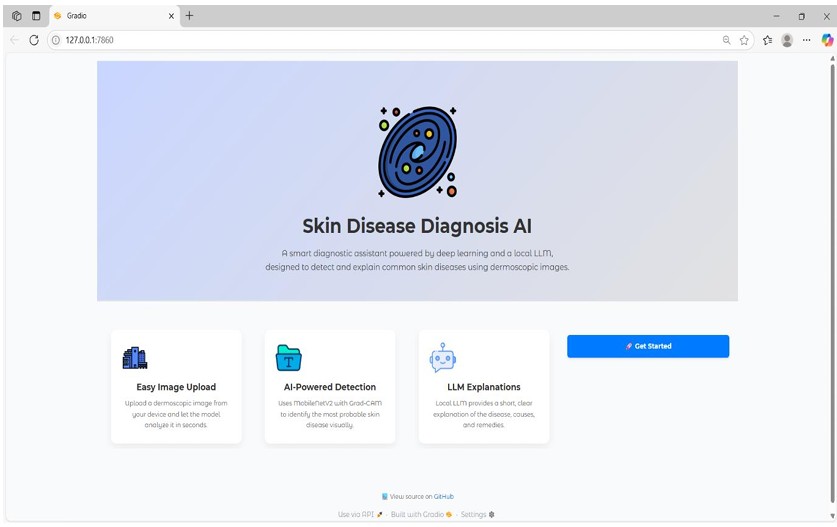 Gradio
127.0.0.1:7860
Skin Disease Diagnosis AI
A smart diagnostic assistant powered by deep learning and a local LLM,
designed to detect and explain common skin diseases using dermoscopic images.
Easy Image Upload
Upload a dermoscopic image from
your device and let the model
analyze it in seconds.
T
AI-Powered Detection
Uses MobileNetV2 with Grad-CAM
to identify the most probable skin
disease visually.
LLM Explanations
Local LLM provides a short, clear
explanation of the disease, causes,
and remedies.
🚀 Get Started
📘 View source on GitHub
Use via API 🚀 · Built with Gradio · Settings ⚙️